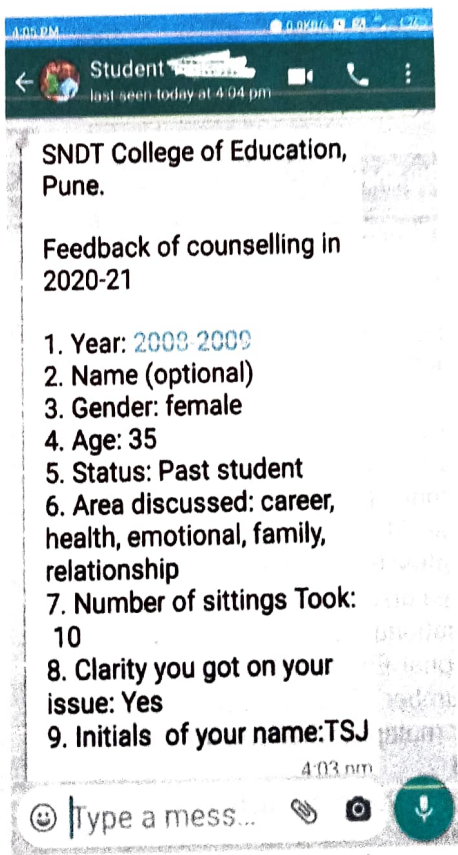 4:05 PM
Student
last seen today at 4:04 pm
SNDT College of Education,
Pune.
Feedback of counselling in
2020-21
1. Year: 2008-2009
2. Name (optional)
3. Gender: female
4. Age: 35
5. Status: Past student
6. Area discussed: career,
health, emotional, family,
relationship
7. Number of sittings Took:
10
8. Clarity you got on your
issue: Yes
9. Initials of your name:TSJ
4:03 pm
Type a mess...